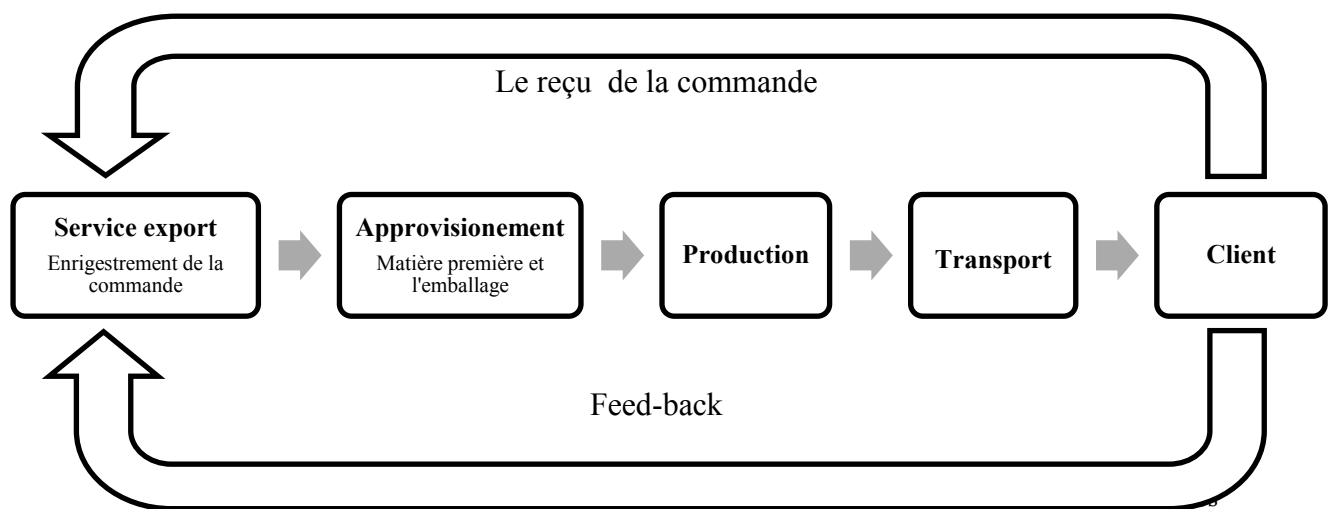 Le reçu de la commande
Service export
Enrigestrement de la
commande
Approvisionement
Matière première et
l'emballage
Production
Transport
Client
Feed-back